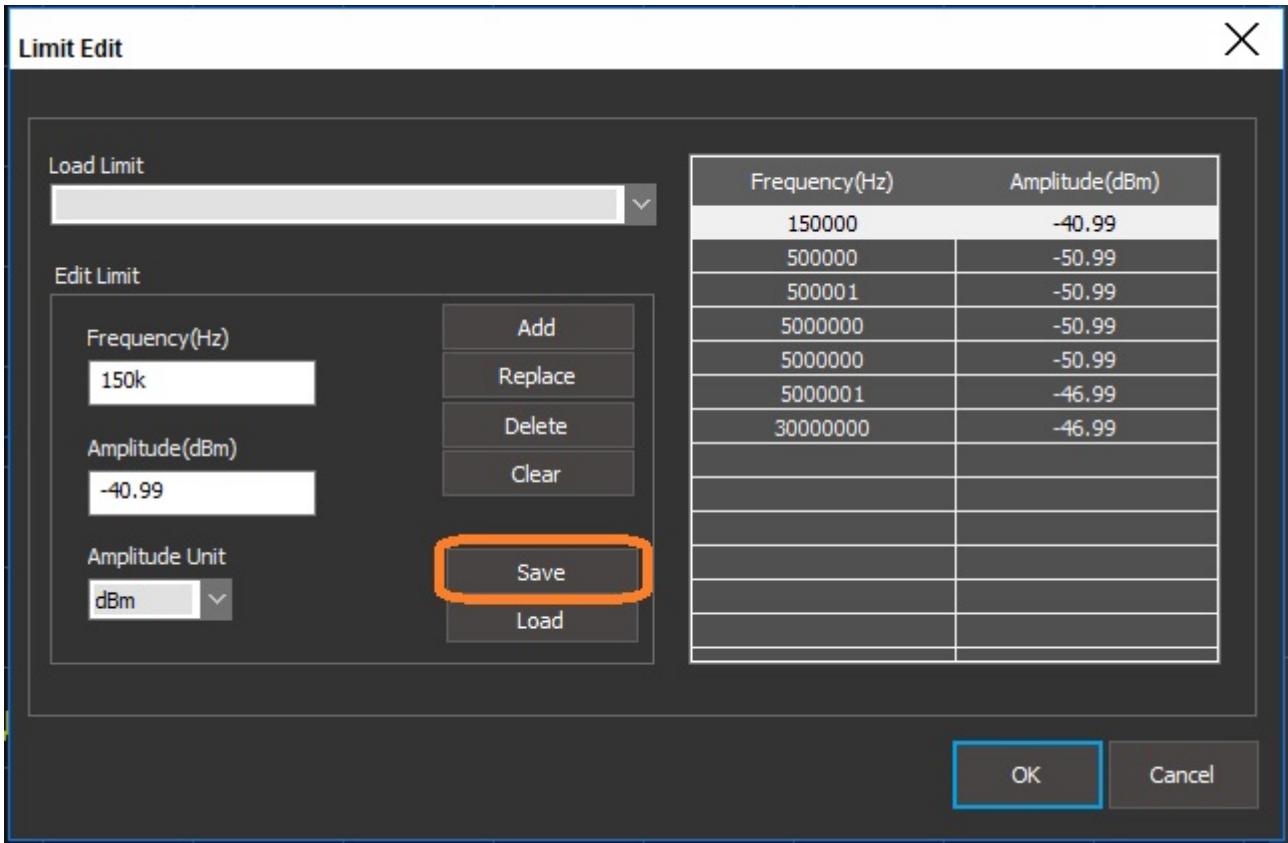 Limit Edit
Load Limit
Edit Limit
Frequency(Hz)
150k
Amplitude(dBm)
-40.99
Amplitude Unit
dBm
Add
Replace
Delete
Clear
Save
Load
Frequency(Hz) Amplitude(dBm)
150000 -40.99
500000 -50.99
500001 -50.99
5000000 -50.99
5000000 -50.99
5000001 -46.99
30000000 -46.99
OK Cancel